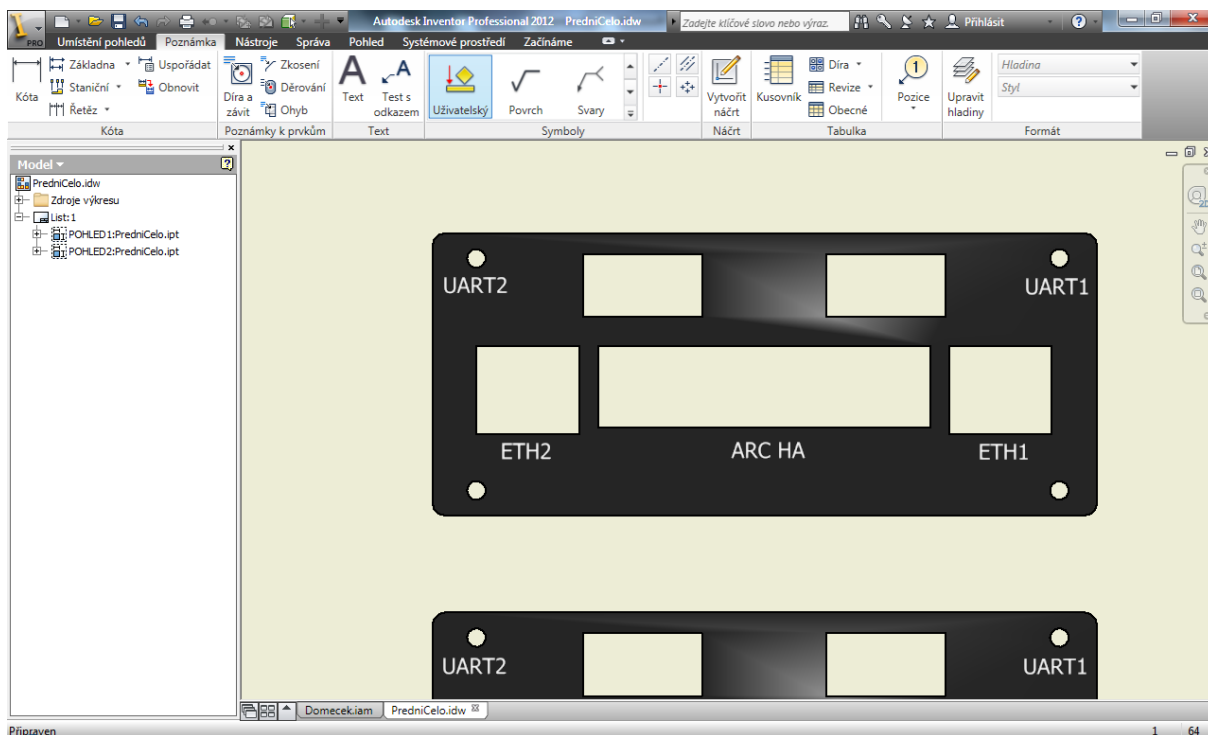 Autodesk Inventor Professional 2012 PredniCelo.idw
Zadejte klíčové slovo nebo výraz.
Přihlásit
PRO
Umístění pohledů Poznámka Nástroje Správa Pohled Systémové prostředí Začínáme
Kóta
Základna
Staniční
Řetěz
Uspořádat
Obnovit
Kóta
Díra a závit
Zkosení
Děrování
Ohyb
Poznámky k prvkům
Text
Test s odkazem
Text
Uživatelský
Povrch
Svary
Symboly
Vytvořit náčrt
Náčrt
Kusovník
Díra
Revize
Obecné
Tabulka
Pozice
Upravit hladiny
Hladina
Styl
Formát
Model
PredniCelo.idw
Zdroje výkresu
List:1
POHLED1:PredniCelo.ipt
POHLED2:PredniCelo.ipt
UART2 UART1
ETH2 ARC HA ETH1
UART2 UART1
2D
Domecek.iam PredniCelo.idw
Připraven 1 64